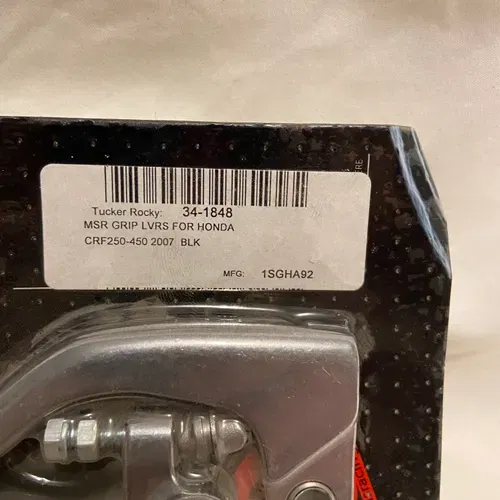 Tucker Rocky: 34-1848
MSR GRIP LVRS FOR HONDA
CRF250-450 2007 BLK
MFG: 1SGHA92